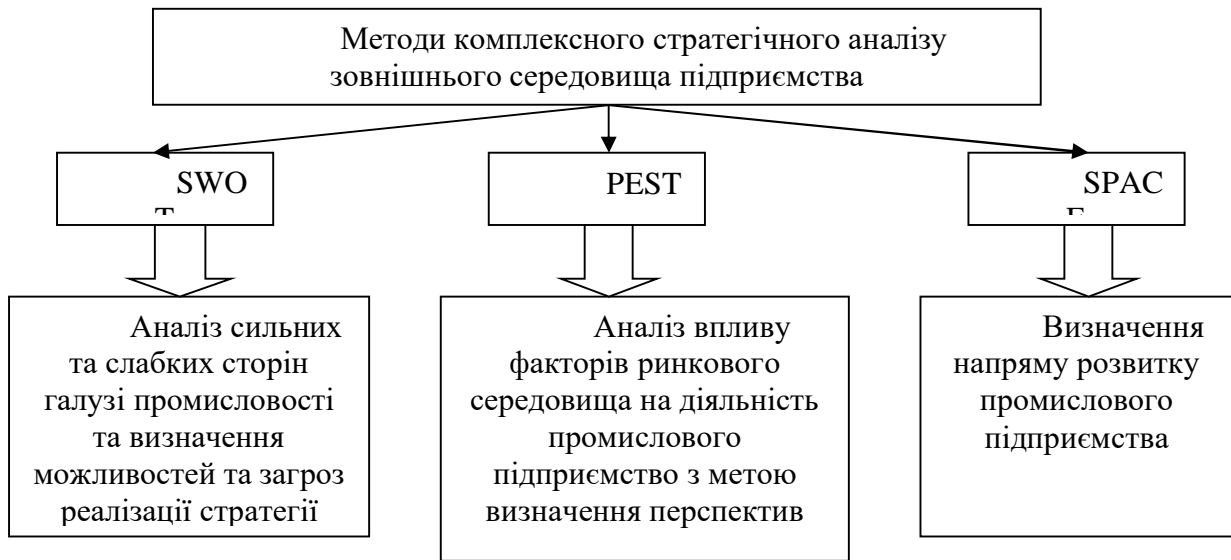 Методи комплексного стратегічного аналізу
зовнішнього середовища підприємства
SWO
T
PEST
SPAC
E
Аналіз сильних
та слабких сторін
галузі промисловості
та визначення
можливостей та загроз
реалізації стратегії
Аналіз впливу
факторів ринкового
середовища на діяльність
промислового
підприємство з метою
визначення перспектив
Визначення
напряму розвитку
промислового
підприємства